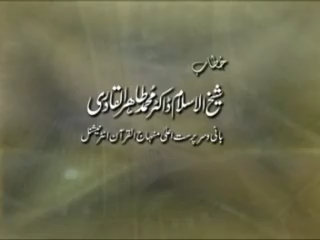 خطاب
شیخ الاسلام ڈاکٹر محمد طاہر القادری
بانی و سرپرست اعلیٰ منہاج القرآن انٹرنیشنل